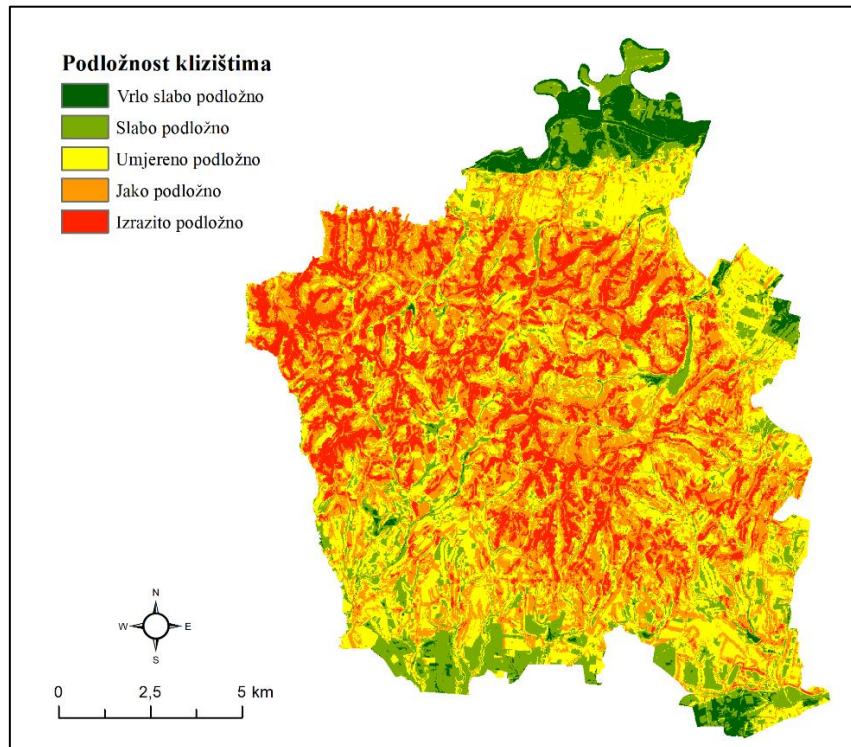 Podložnost klizištima
Vrlo slabo podložno
Slabo podložno
Umjereno podložno
Jako podložno
Izrazito podložno
N
W E
S
0 2,5 5 km